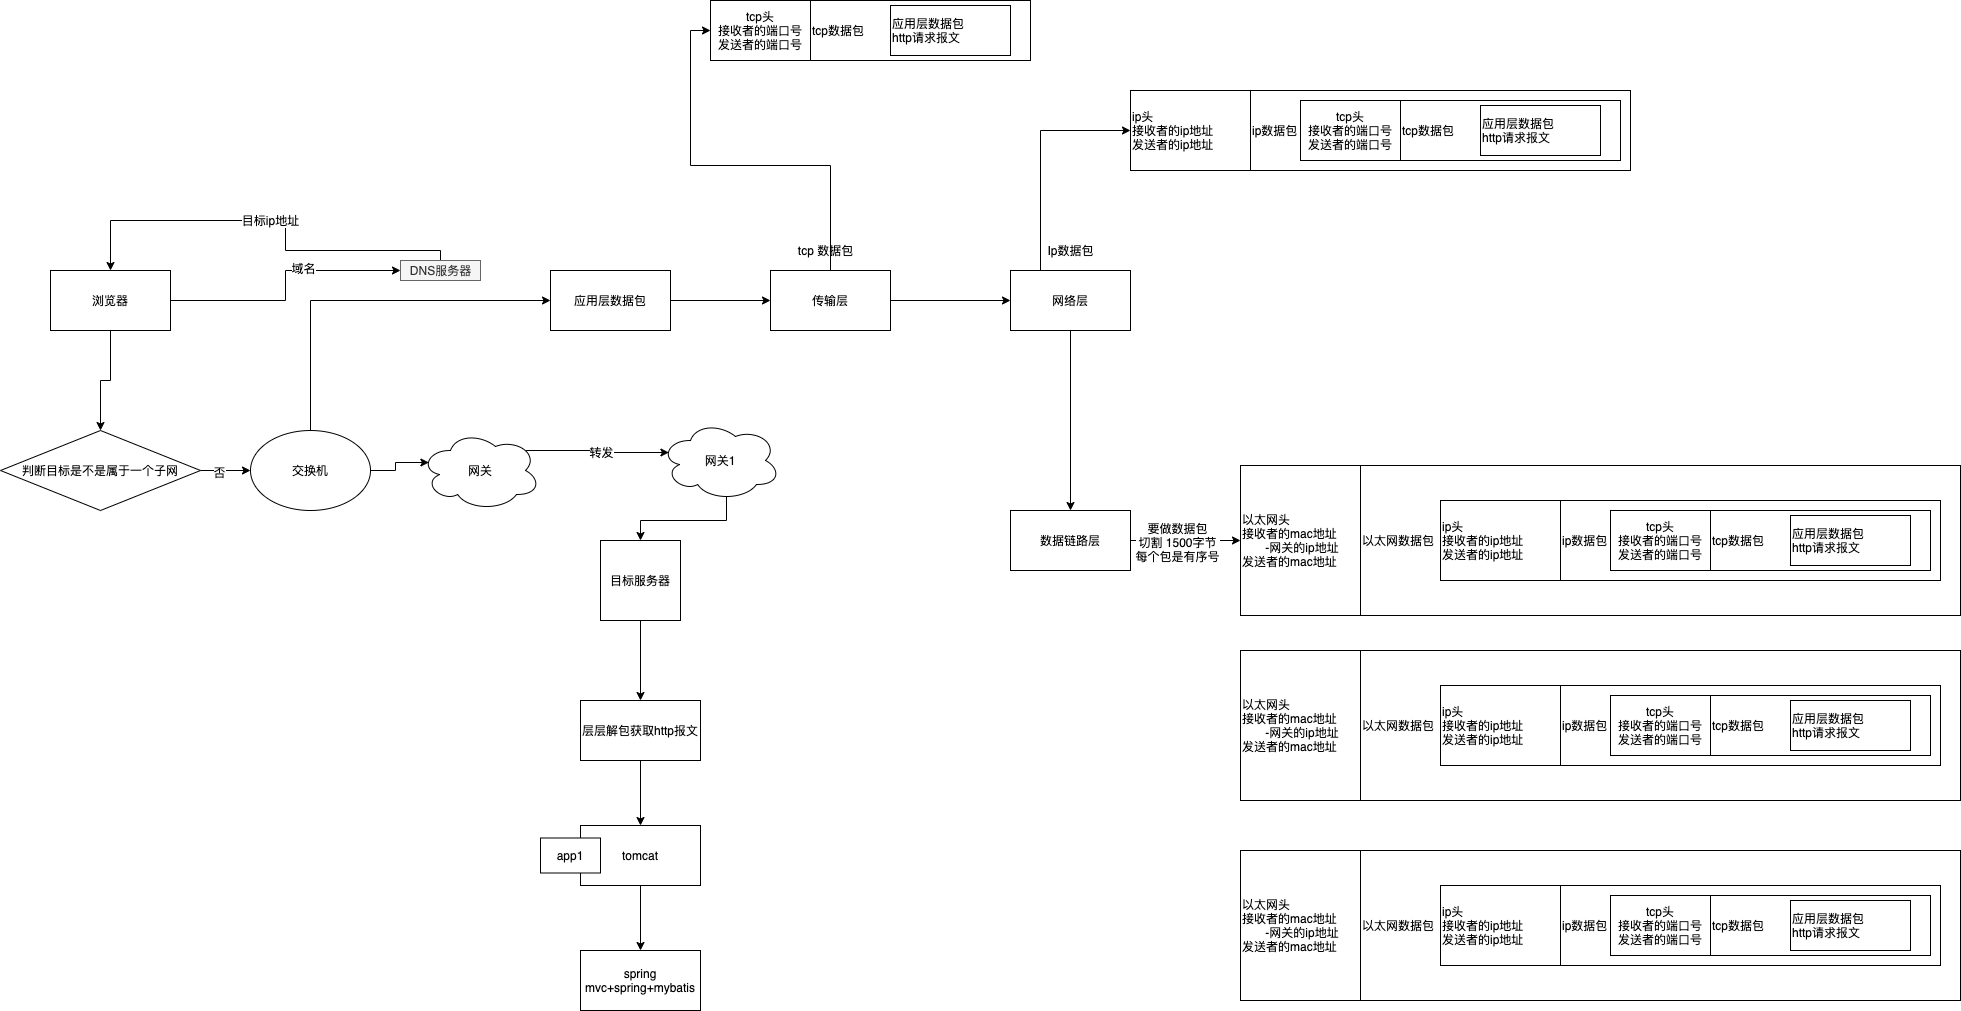 tcp头
接收者的端口号
发送者的端口号
tcp数据包
应用层数据包
http请求报文
ip头
接收者的ip地址
发送者的ip地址
ip数据包
tcp头
接收者的端口号
发送者的端口号
tcp数据包
应用层数据包
http请求报文
目标ip地址
域名
DNS服务器
tcp 数据包
Ip数据包
浏览器
应用层数据包
传输层
网络层
判断目标是不是属于一个子网
否
交换机
网关
转发
网关1
目标服务器
数据链路层
要做数据包
切割 1500字节
每个包是有序号
以太网头
接收者的mac地址
-网关的ip地址
发送者的mac地址
以太网数据包
ip头
接收者的ip地址
发送者的ip地址
ip数据包
tcp头
接收者的端口号
发送者的端口号
tcp数据包
应用层数据包
http请求报文
层层解包获取http报文
以太网头
接收者的mac地址
-网关的ip地址
发送者的mac地址
以太网数据包
ip头
接收者的ip地址
发送者的ip地址
ip数据包
tcp头
接收者的端口号
发送者的端口号
tcp数据包
应用层数据包
http请求报文
app1
tomcat
以太网头
接收者的mac地址
-网关的ip地址
发送者的mac地址
以太网数据包
ip头
接收者的ip地址
发送者的ip地址
ip数据包
tcp头
接收者的端口号
发送者的端口号
tcp数据包
应用层数据包
http请求报文
spring
mvc+spring+mybatis